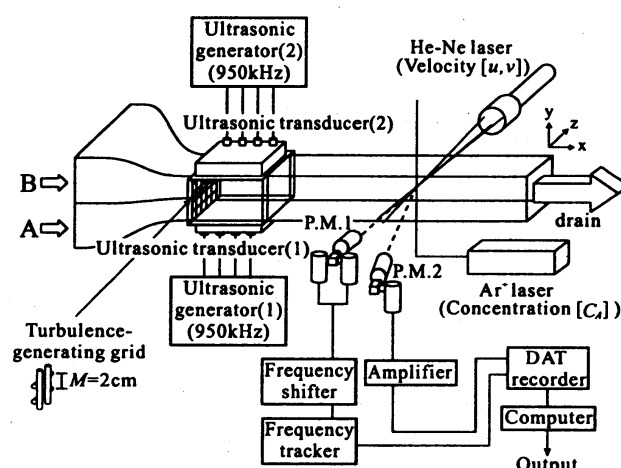 Ultrasonic
generator(2)
(950kHz)
He-Ne laser
(Velocity [u, v])
Ultrasonic transducer(2)
y
z
x
B
A
drain
P.M.1
Ultrasonic transducer(1)
P.M.2
Ultrasonic
generator(1)
(950kHz)
Ar⁺ laser
(Concentration [C_A])
Turbulence-
generating grid
M=2cm
Frequency
shifter
Amplifier
DAT
recorder
Computer
Frequency
tracker
Output